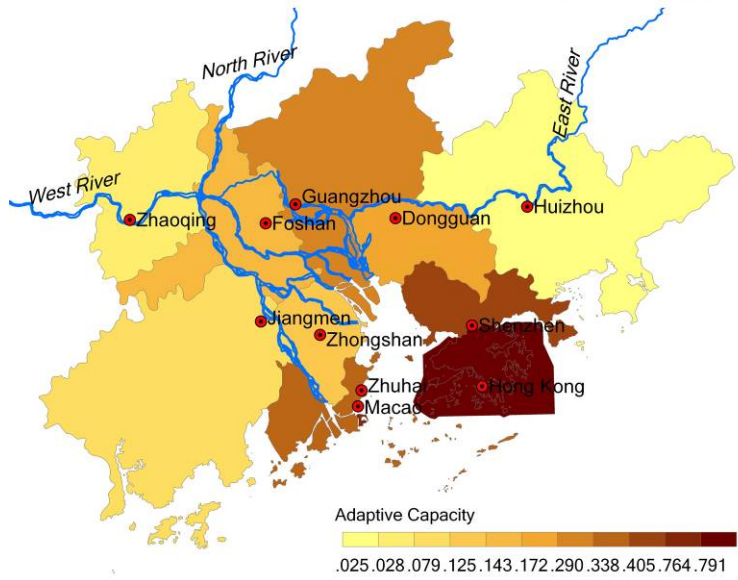 North River
East River
West River
Zhaoqing
Guangzhou
Foshan
Dongguan
Huizhou
Jiangmen
Zhongshan
Shenzhen
Zhuhai
Hong Kong
Macao
Adaptive Capacity
.025 .028 .079 .125 .143 .172 .290 .338 .405 .764 .791